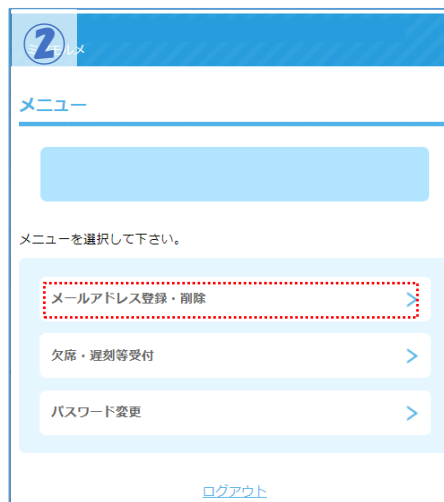 ②
メニュー
メニューを選択して下さい。
メールアドレス登録・削除
欠席・遅刻等受付
パスワード変更
ログアウト